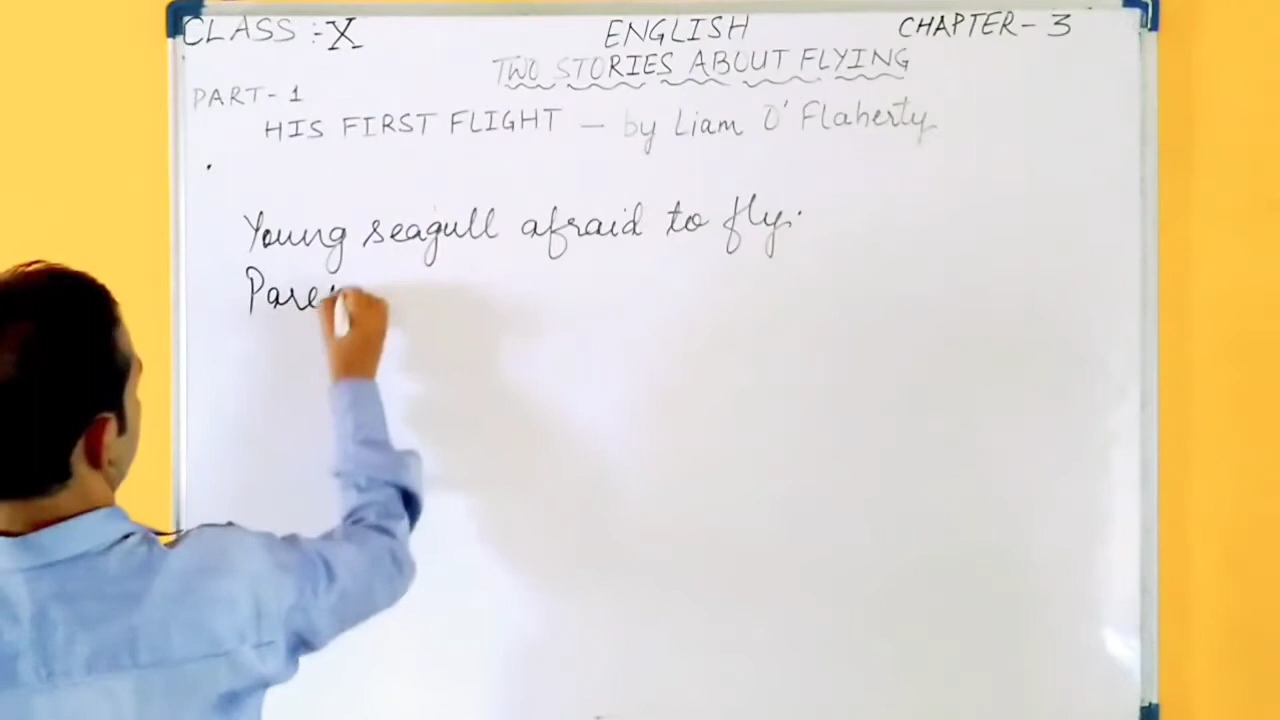 CLASS :- X ENGLISH CHAPTER - 3
TWO STORIES ABOUT FLYING
PART - 1
HIS FIRST FLIGHT — by Liam O' Flaherty
Young seagull afraid to fly.